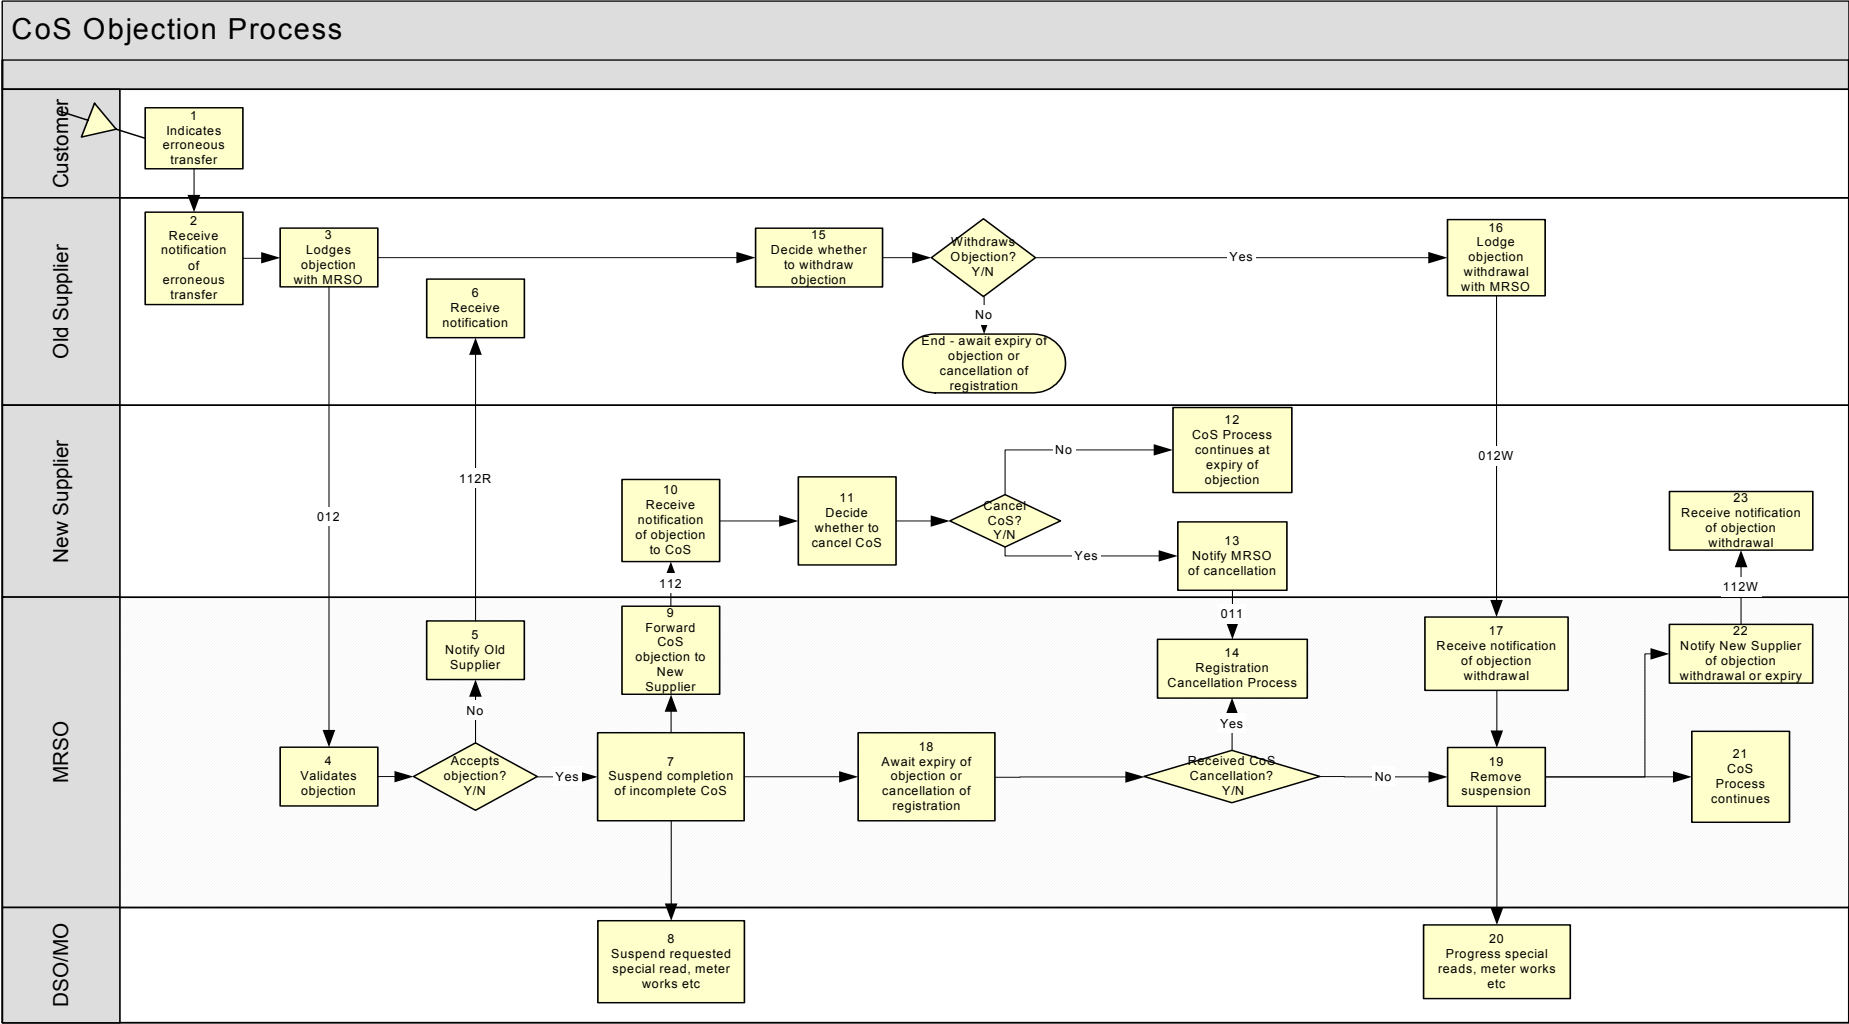 CoS Objection Process
Customer
1
Indicates
erroneous
transfer
Old Supplier
2
Receive
notification
of
erroneous
transfer
3
Lodges
objection
with MRSO
6
Receive
notification
15
Decide whether
to withdraw
objection
Withdraws
Objection?
Y/N
Yes
No
End - await expiry of
objection or
cancellation of
registration
16
Lodge
objection
withdrawal
with MRSO
New Supplier
012
112R
10
Receive
notification
of objection
to CoS
112
11
Decide
whether to
cancel CoS
Cancel
CoS?
Y/N
No
Yes
12
CoS Process
continues at
expiry of
objection
13
Notify MRSO
of cancellation
011
012W
23
Receive notification
of objection
withdrawal
112W
MRSO
4
Validates
objection
Accepts
objection?
Y/N
No
Yes
5
Notify Old
Supplier
9
Forward
CoS
objection to
New
Supplier
7
Suspend completion
of incomplete CoS
18
Await expiry of
objection or
cancellation of
registration
14
Registration
Cancellation Process
Yes
Received CoS
Cancellation?
Y/N
No
17
Receive notification
of objection
withdrawal
19
Remove
suspension
22
Notify New Supplier
of objection
withdrawal or expiry
21
CoS
Process
continues
DSO/MO
8
Suspend requested
special read, meter
works etc
20
Progress special
reads, meter works
etc